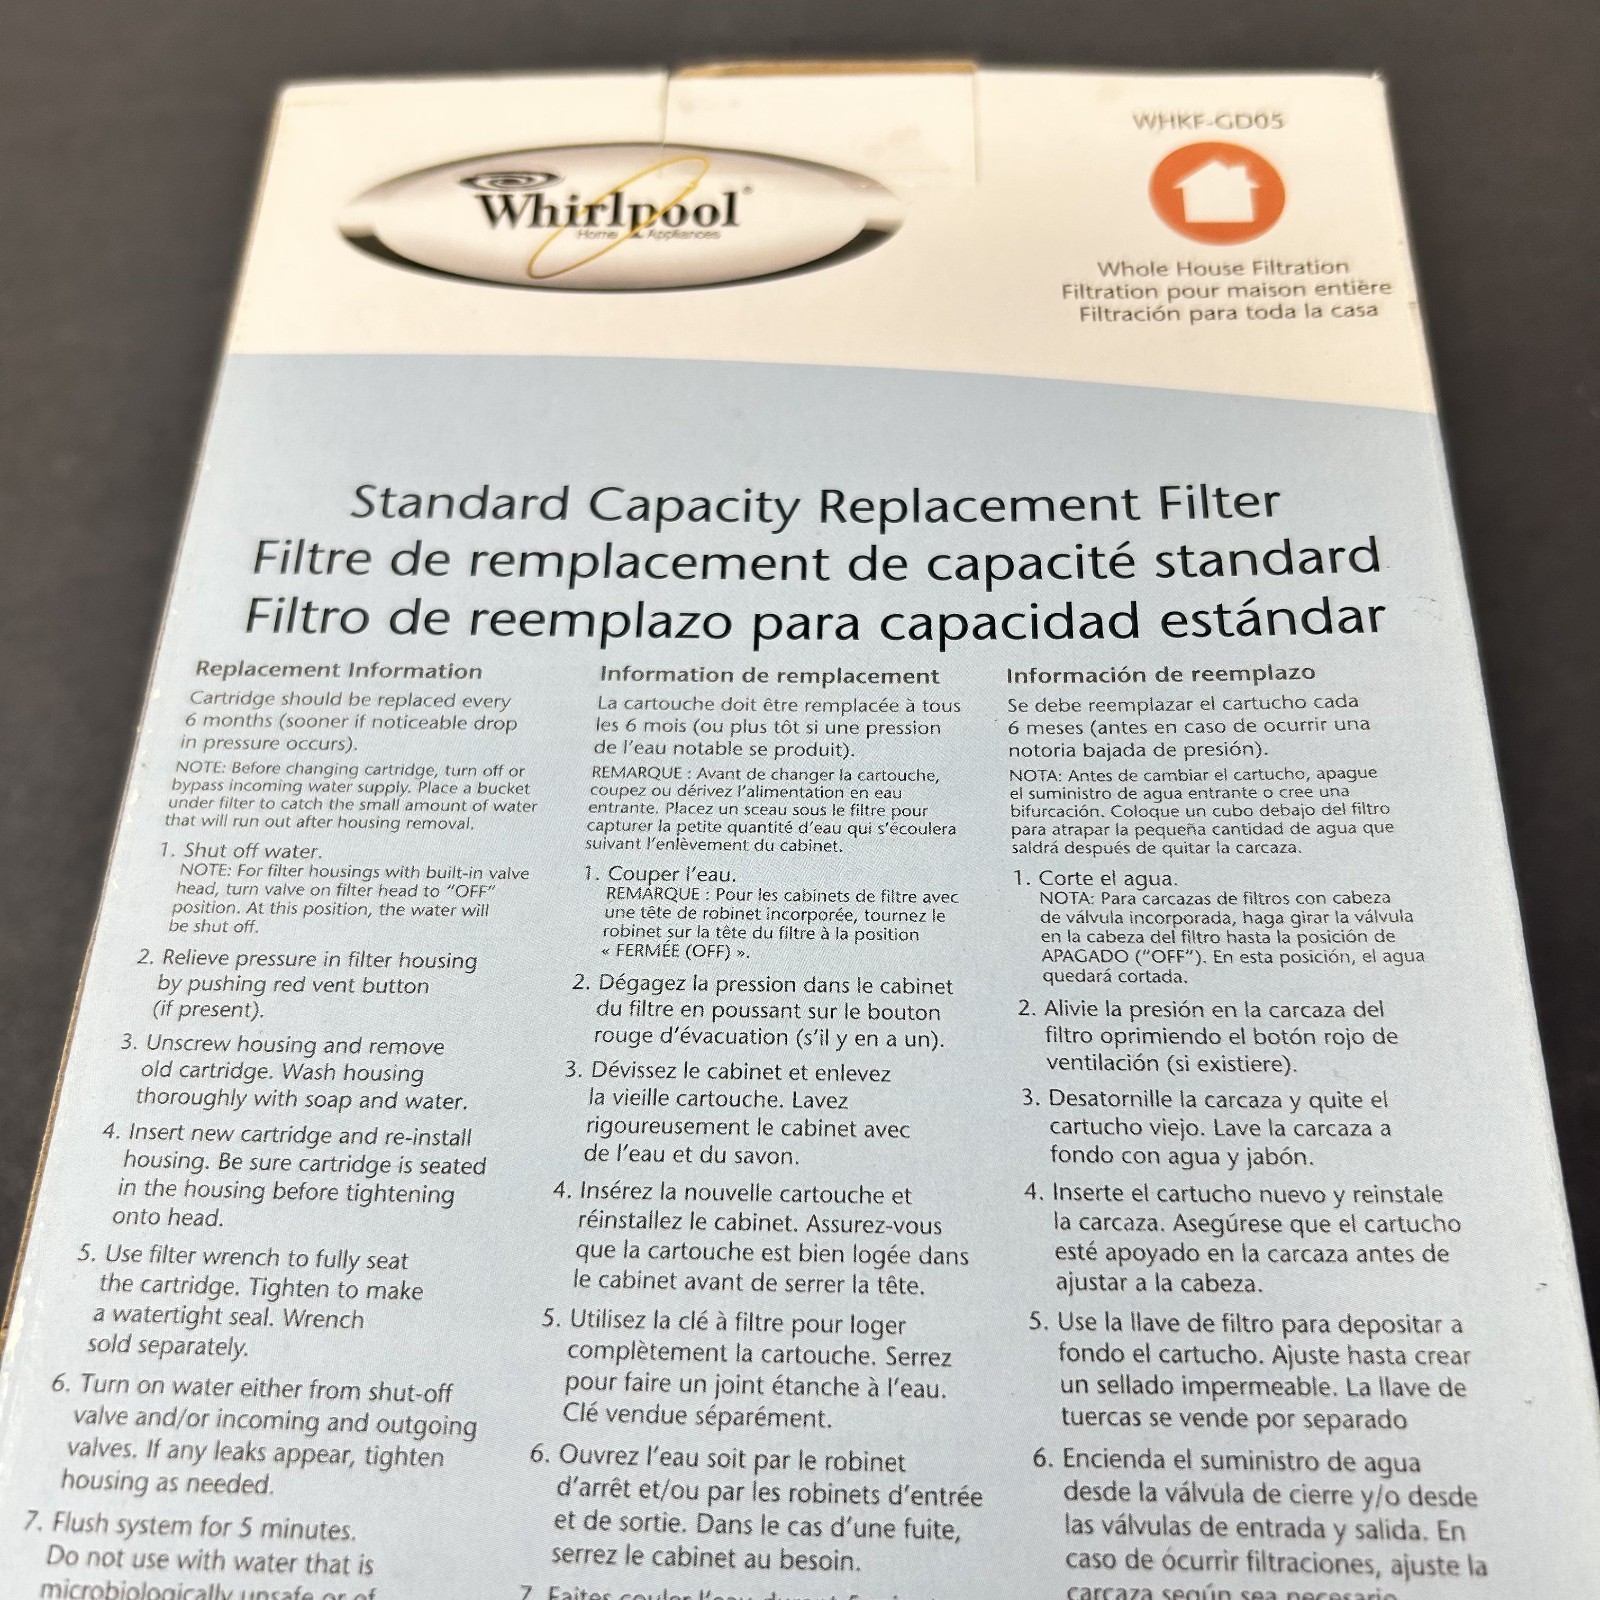 WHKF-GD05
Whirlpool®
Home Appliances
Whole House Filtration
Filtration pour maison entière
Filtración para toda la casa
Standard Capacity Replacement Filter
Filtre de remplacement de capacité standard
Filtro de reemplazo para capacidad estándar
Replacement Information
Cartridge should be replaced every
6 months (sooner if noticeable drop
in pressure occurs).
NOTE: Before changing cartridge, turn off or
bypass incoming water supply. Place a bucket
under filter to catch the small amount of water
that will run out after housing removal.
1. Shut off water.
NOTE: For filter housings with built-in valve
head, turn valve on filter head to "OFF"
position. At this position, the water will
be shut off.
2. Relieve pressure in filter housing
by pushing red vent button
(if present).
3. Unscrew housing and remove
old cartridge. Wash housing
thoroughly with soap and water.
4. Insert new cartridge and re-install
housing. Be sure cartridge is seated
in the housing before tightening
onto head.
5. Use filter wrench to fully seat
the cartridge. Tighten to make
a watertight seal. Wrench
sold separately.
6. Turn on water either from shut-off
valve and/or incoming and outgoing
valves. If any leaks appear, tighten
housing as needed.
7. Flush system for 5 minutes.
Do not use with water that is
microbiologically unsafe or of
Information de remplacement
La cartouche doit être remplacée à tous
les 6 mois (ou plus tôt si une pression
de l'eau notable se produit).
REMARQUE : Avant de changer la cartouche,
coupez ou dérivez l'alimentation en eau
entrante. Placez un sceau sous le filtre pour
capturer la petite quantité d'eau qui s'écoulera
suivant l'enlèvement du cabinet.
1. Couper l'eau.
REMARQUE : Pour les cabinets de filtre avec
une tête de robinet incorporée, tournez le
robinet sur la tête du filtre à la position
« FERMÉE (OFF) ».
2. Dégagez la pression dans le cabinet
du filtre en poussant sur le bouton
rouge d'évacuation (s'il y en a un).
3. Dévissez le cabinet et enlevez
la vieille cartouche. Lavez
rigoureusement le cabinet avec
de l'eau et du savon.
4. Insérez la nouvelle cartouche et
réinstallez le cabinet. Assurez-vous
que la cartouche est bien logée dans
le cabinet avant de serrer la tête.
5. Utilisez la clé à filtre pour loger
complètement la cartouche. Serrez
pour faire un joint étanche à l'eau.
Clé vendue séparément.
6. Ouvrez l'eau soit par le robinet
d'arrêt et/ou par les robinets d'entrée
et de sortie. Dans le cas d'une fuite,
serrez le cabinet au besoin.
7. Faites couler l'eau durant
Información de reemplazo
Se debe reemplazar el cartucho cada
6 meses (antes en caso de ocurrir una
notoria bajada de presión).
NOTA: Antes de cambiar el cartucho, apague
el suministro de agua entrante o cree una
bifurcación. Coloque un cubo debajo del filtro
para atrapar la pequeña cantidad de agua que
saldrá después de quitar la carcaza.
1. Corte el agua.
NOTA: Para carcazas de filtros con cabeza
de válvula incorporada, haga girar la válvula
en la cabeza del filtro hasta la posición de
APAGADO ("OFF"). En esta posición, el agua
quedará cortada.
2. Alivie la presión en la carcaza del
filtro oprimiendo el botón rojo de
ventilación (si existiere).
3. Desatornille la carcaza y quite el
cartucho viejo. Lave la carcaza a
fondo con agua y jabón.
4. Inserte el cartucho nuevo y reinstale
la carcaza. Asegúrese que el cartucho
esté apoyado en la carcaza antes de
ajustar a la cabeza.
5. Use la llave de filtro para depositar a
fondo el cartucho. Ajuste hasta crear
un sellado impermeable. La llave de
tuercas se vende por separado
6. Encienda el suministro de agua
desde la válvula de cierre y/o desde
las válvulas de entrada y salida. En
caso de ocurrir filtraciones, ajuste la
carcaza según sea necesario